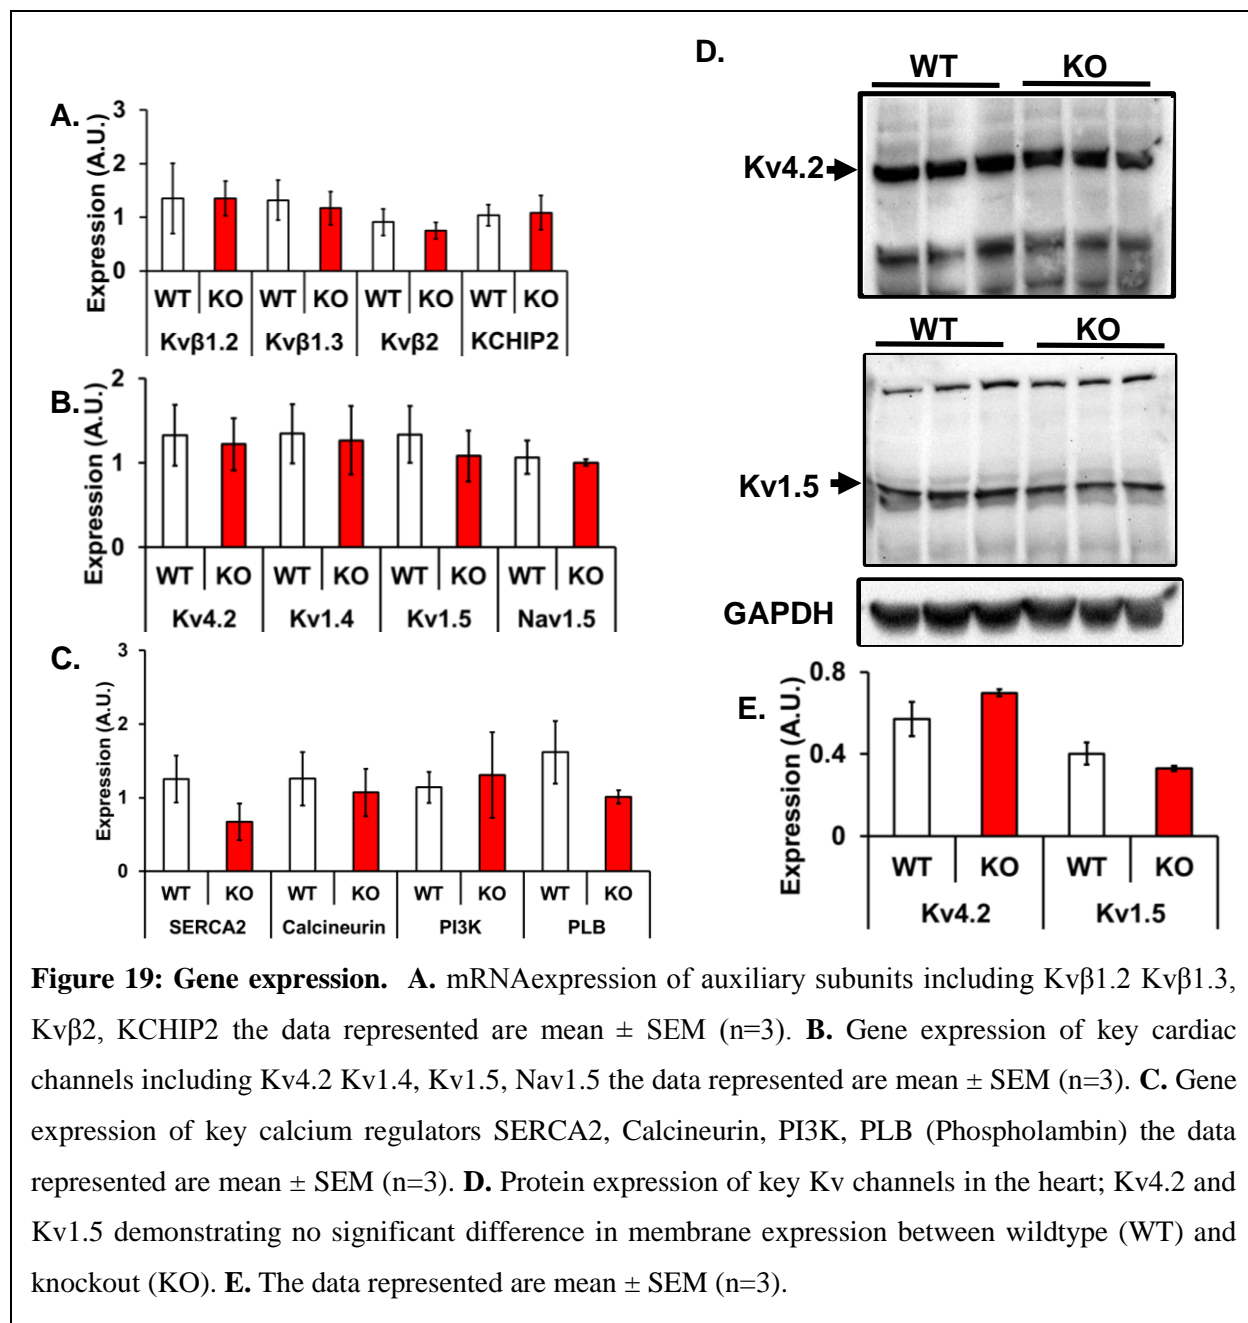 A.
Expression (A.U.)
3
2
1
0
WT KO WT KO WT KO WT KO
Kvβ1.2 Kvβ1.3 Kvβ2 KCHIP2
B.
Expression (A.U.)
2
1
0
WT KO WT KO WT KO WT KO
Kv4.2 Kv1.4 Kv1.5 Nav1.5
C.
Expression (A.U.)
3
2
1
0
WT KO WT KO WT KO WT KO
SERCA2 Calcineurin PI3K PLB
D.
WT KO
Kv4.2
WT KO
Kv1.5
GAPDH
E.
Expression (A.U.)
0.8
0.4
0
WT KO WT KO
Kv4.2 Kv1.5
Figure 19: Gene expression. A. mRNAexpression of auxiliary subunits including Kvβ1.2 Kvβ1.3,
Kvβ2, KCHIP2 the data represented are mean ± SEM (n=3). B. Gene expression of key cardiac
channels including Kv4.2 Kv1.4, Kv1.5, Nav1.5 the data represented are mean ± SEM (n=3). C. Gene
expression of key calcium regulators SERCA2, Calcineurin, PI3K, PLB (Phospholambin) the data
represented are mean ± SEM (n=3). D. Protein expression of key Kv channels in the heart; Kv4.2 and
Kv1.5 demonstrating no significant difference in membrane expression between wildtype (WT) and
knockout (KO). E. The data represented are mean ± SEM (n=3).